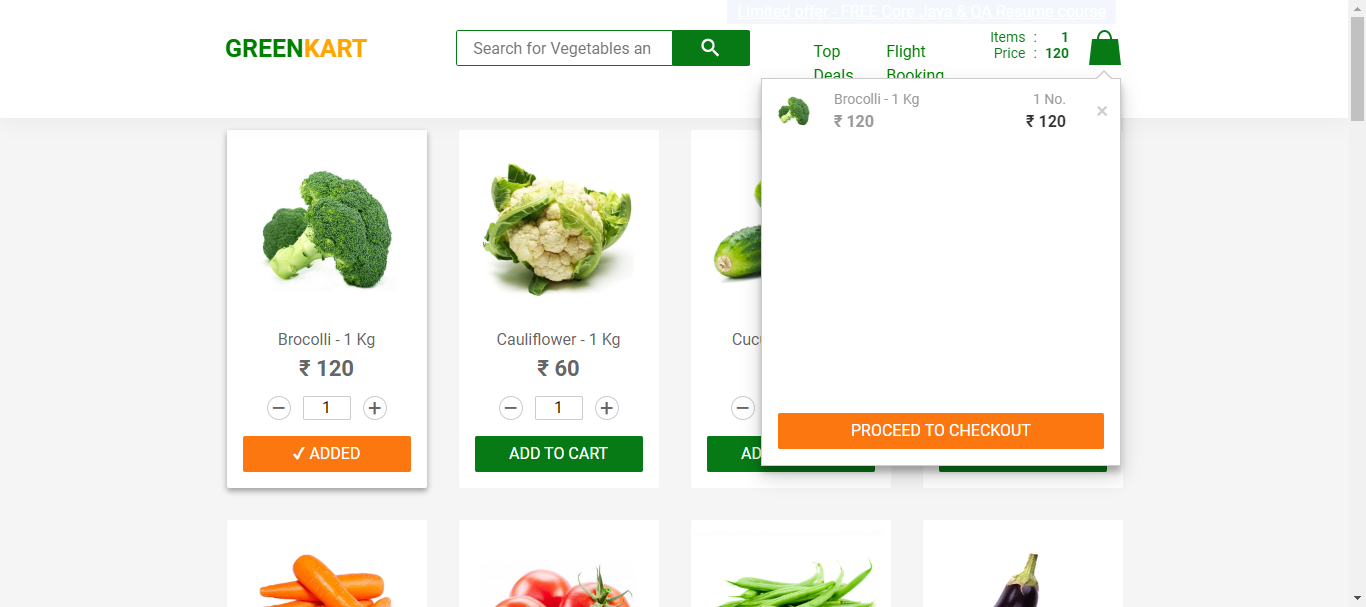 Limited offer - FREE Core Java & QA Resume course
GREENKART
Search for Vegetables an
Top
Deals
Flight
Booking
Items : 1
Price : 120
Brocolli - 1 Kg
₹ 120
1 No.
₹ 120
×
PROCEED TO CHECKOUT
Brocolli - 1 Kg
₹ 120
− 1 +
✓ ADDED
Cauliflower - 1 Kg
₹ 60
− 1 +
ADD TO CART
Cucu
−
AD